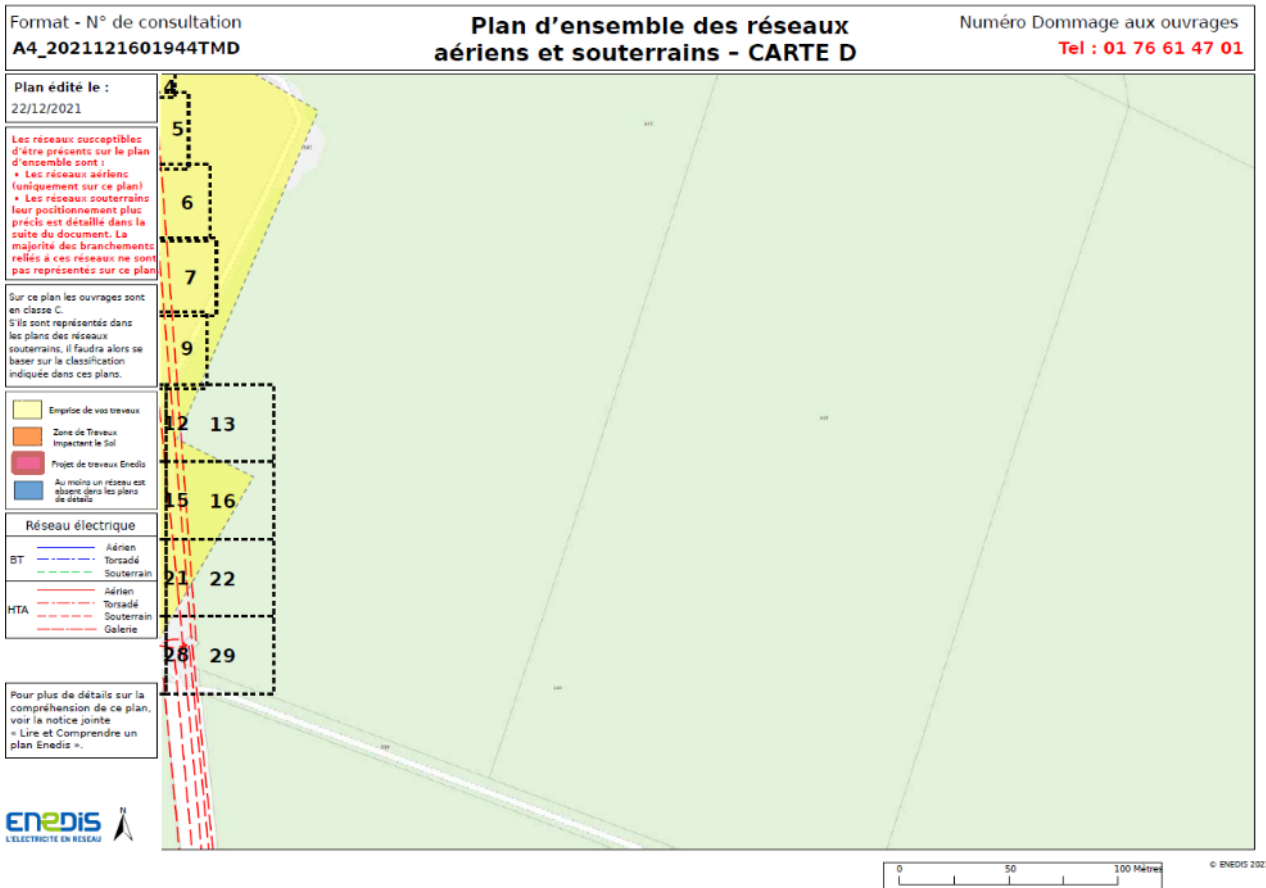 Format - N° de consultation
A4_2021121601944TMD
Plan d'ensemble des réseaux
aériens et souterrains - CARTE D
Numéro Dommage aux ouvrages
Tel : 01 76 61 47 01
Plan édité le :
22/12/2021
Les réseaux susceptibles
d'être présents sur le plan
d'ensemble sont :
• Les réseaux aériens
(uniquement sur ce plan)
• Les réseaux souterrains
leur positionnement plus
précis est détaillé dans la
suite du document. La
majorité des branchements
reliés à ces réseaux ne sont
pas représentés sur ce plan
Sur ce plan les ouvrages sont
en classe C.
S'ils sont représentés dans
les plans des réseaux
souterrains, il faudra alors se
baser sur la classification
indiquée dans ces plans.
Emprise de vos travaux
Zone de Travaux
Impactant le Sol
Projet de travaux Enedis
Au moins un réseau est
absent dans les plans
de détails
Réseau électrique
BT
Aérien
Torsadé
Souterrain
HTA
Aérien
Torsadé
Souterrain
Galerie
Pour plus de détails sur la
compréhension de ce plan,
voir la notice jointe
« Lire et Comprendre un
plan Enedis ».
ENEDIS
L'ELECTRICITE EN RESEAU
N
4
5
6
7
9
12 13
15 16
21 22
28 29
0 50 100 Mètres
© ENEDIS 202